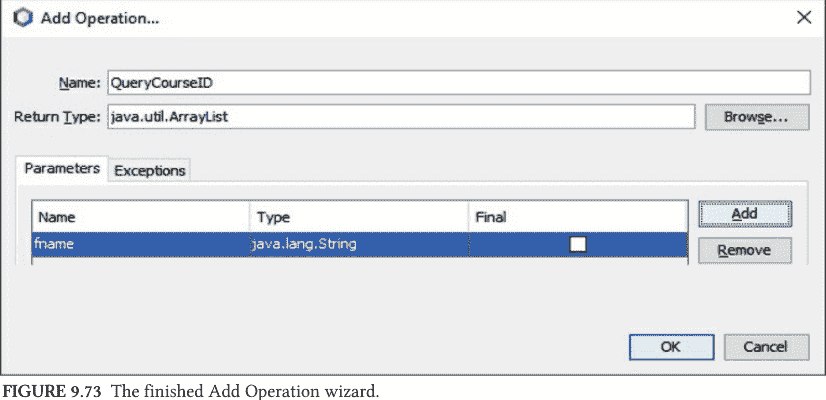 Add Operation...
Name: QueryCourseID
Return Type: java.util.ArrayList Browse...
Parameters Exceptions
Name Type Final Add
fname java.lang.String Remove
OK Cancel
FIGURE 9.73 The finished Add Operation wizard.